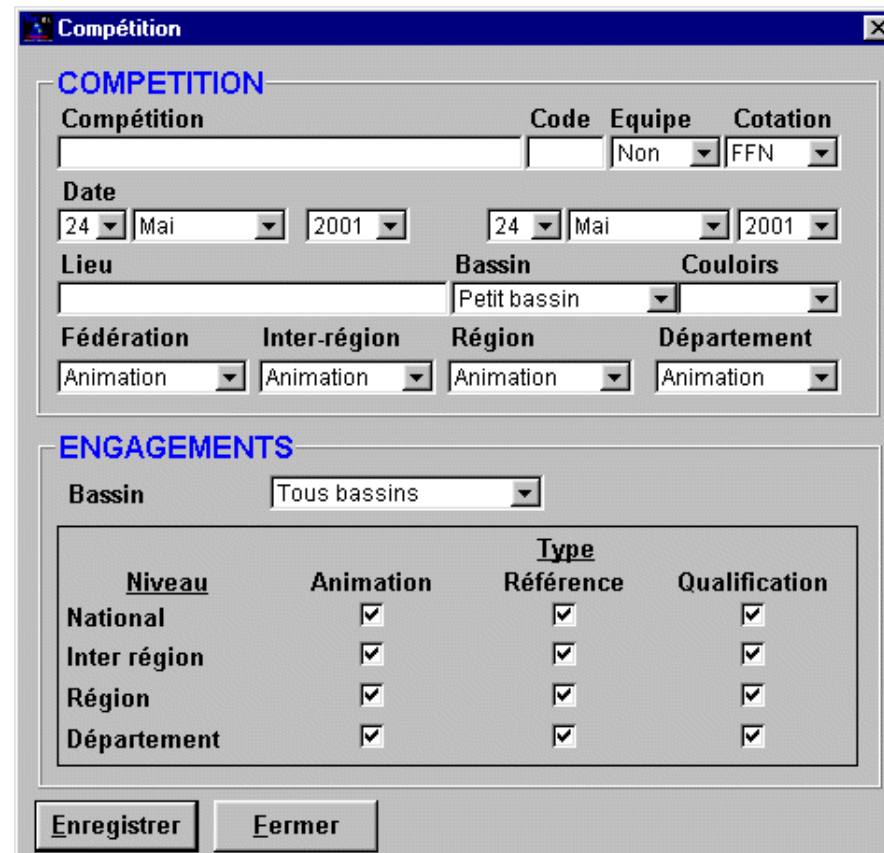 Compétition
COMPETITION
Compétition Code Equipe Cotation
Non FFN
Date
24 Mai 2001 24 Mai 2001
Lieu Bassin Couloirs
Petit bassin
Fédération Inter-région Région Département
Animation Animation Animation Animation
ENGAGEMENTS
Bassin Tous bassins
Type
Niveau Animation Référence Qualification
National
Inter région
Région
Département
Enregistrer Fermer